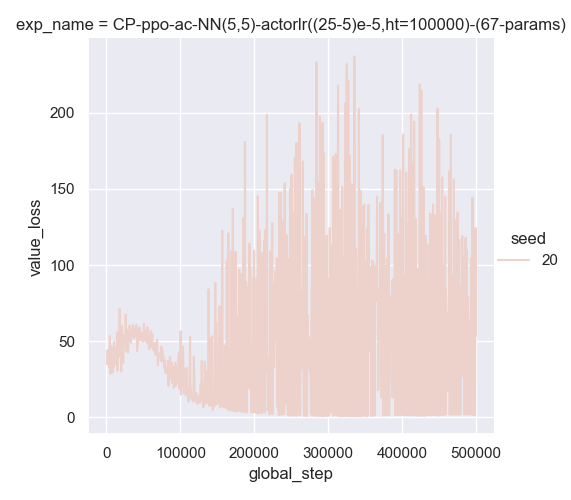 exp_name = CP-ppo-ac-NN(5,5)-actorlr((25-5)e-5,ht=100000)-(67-params)
200
150
100
50
0
value_loss
0 100000 200000 300000 400000 500000
global_step
seed
20